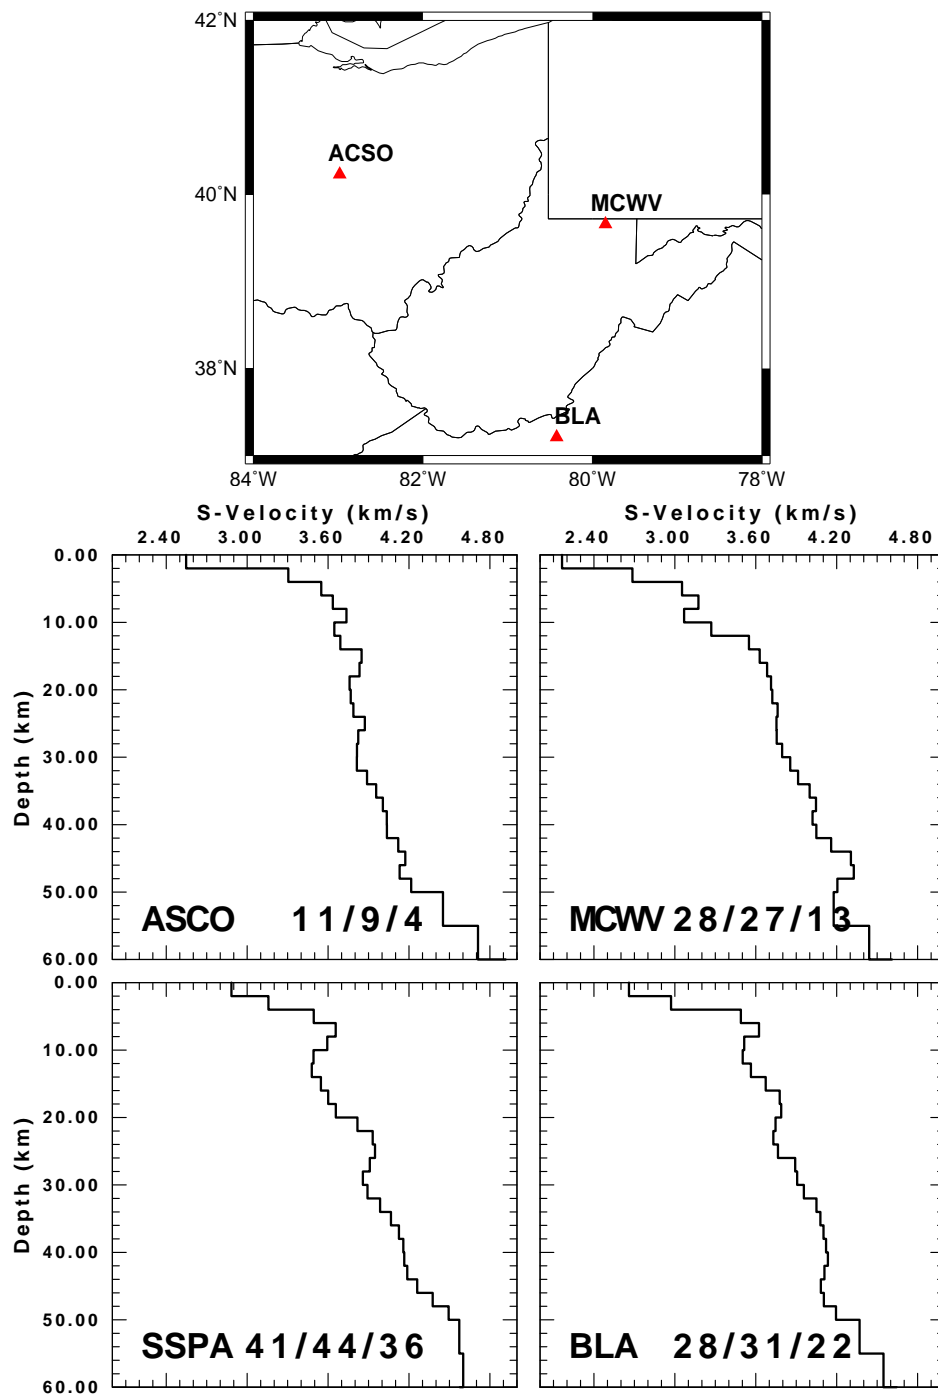 42˚N
ACSO
MCWV
40˚N
38˚N
BLA
84˚W 82˚W 80˚W 78˚W
S-Velocity (km/s) S-Velocity (km/s)
2.40 3.00 3.60 4.20 4.80 2.40 3.00 3.60 4.20 4.80
0.00
10.00
20.00
Depth (km)
30.00
40.00
50.00
ASCO 11/9/4 MCWV 28/27/13
60.00
0.00
10.00
20.00
Depth (km)
30.00
40.00
50.00
SSPA 41/44/36 BLA 28/31/22
60.00